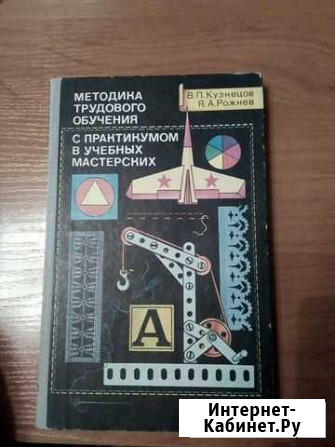 В.П.Кузнецов
Я.А.Рожнев
МЕТОДИКА
ТРУДОВОГО
ОБУЧЕНИЯ
С ПРАКТИКУМОМ
В УЧЕБНЫХ
МАСТЕРСКИХ
А
Интернет-
Кабинет.Ру